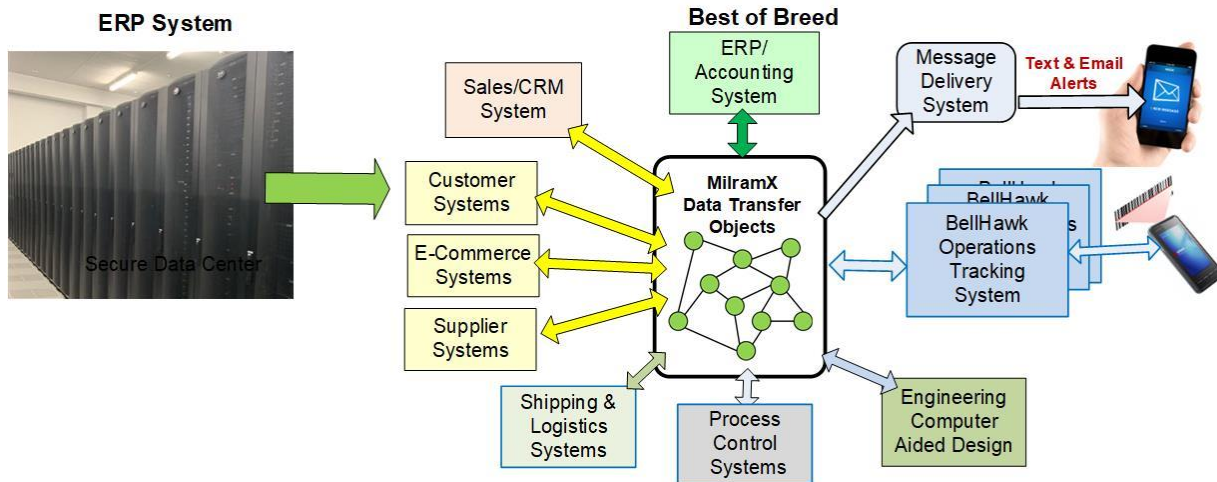 ERP System
Secure Data Center
Best of Breed
Sales/CRM
System
ERP/
Accounting
System
Message
Delivery
System
Text & Email
Alerts
Customer
Systems
E-Commerce
Systems
Supplier
Systems
MilramX
Data Transfer
Objects
BellHawk
BellHawk
Operations
Tracking
System
Shipping &
Logistics
Systems
Process
Control
Systems
Engineering
Computer
Aided Design